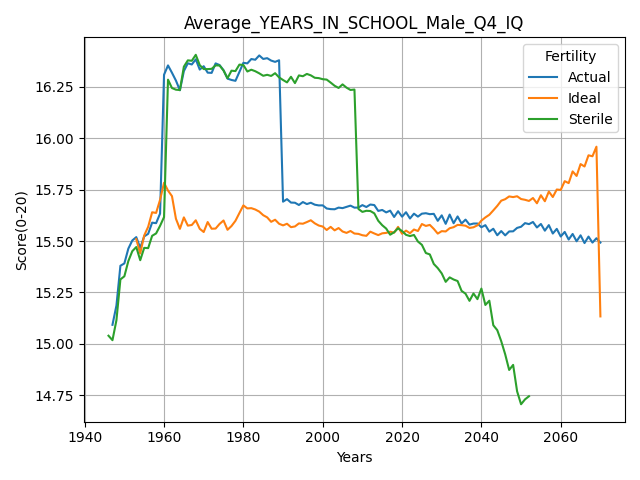 Average_YEARS_IN_SCHOOL_Male_Q4_IQ
Fertility
Actual
Ideal
Sterile
Score(0-20)
16.25
16.00
15.75
15.50
15.25
15.00
14.75
1940
1960
1980
2000
2020
2040
2060
Years